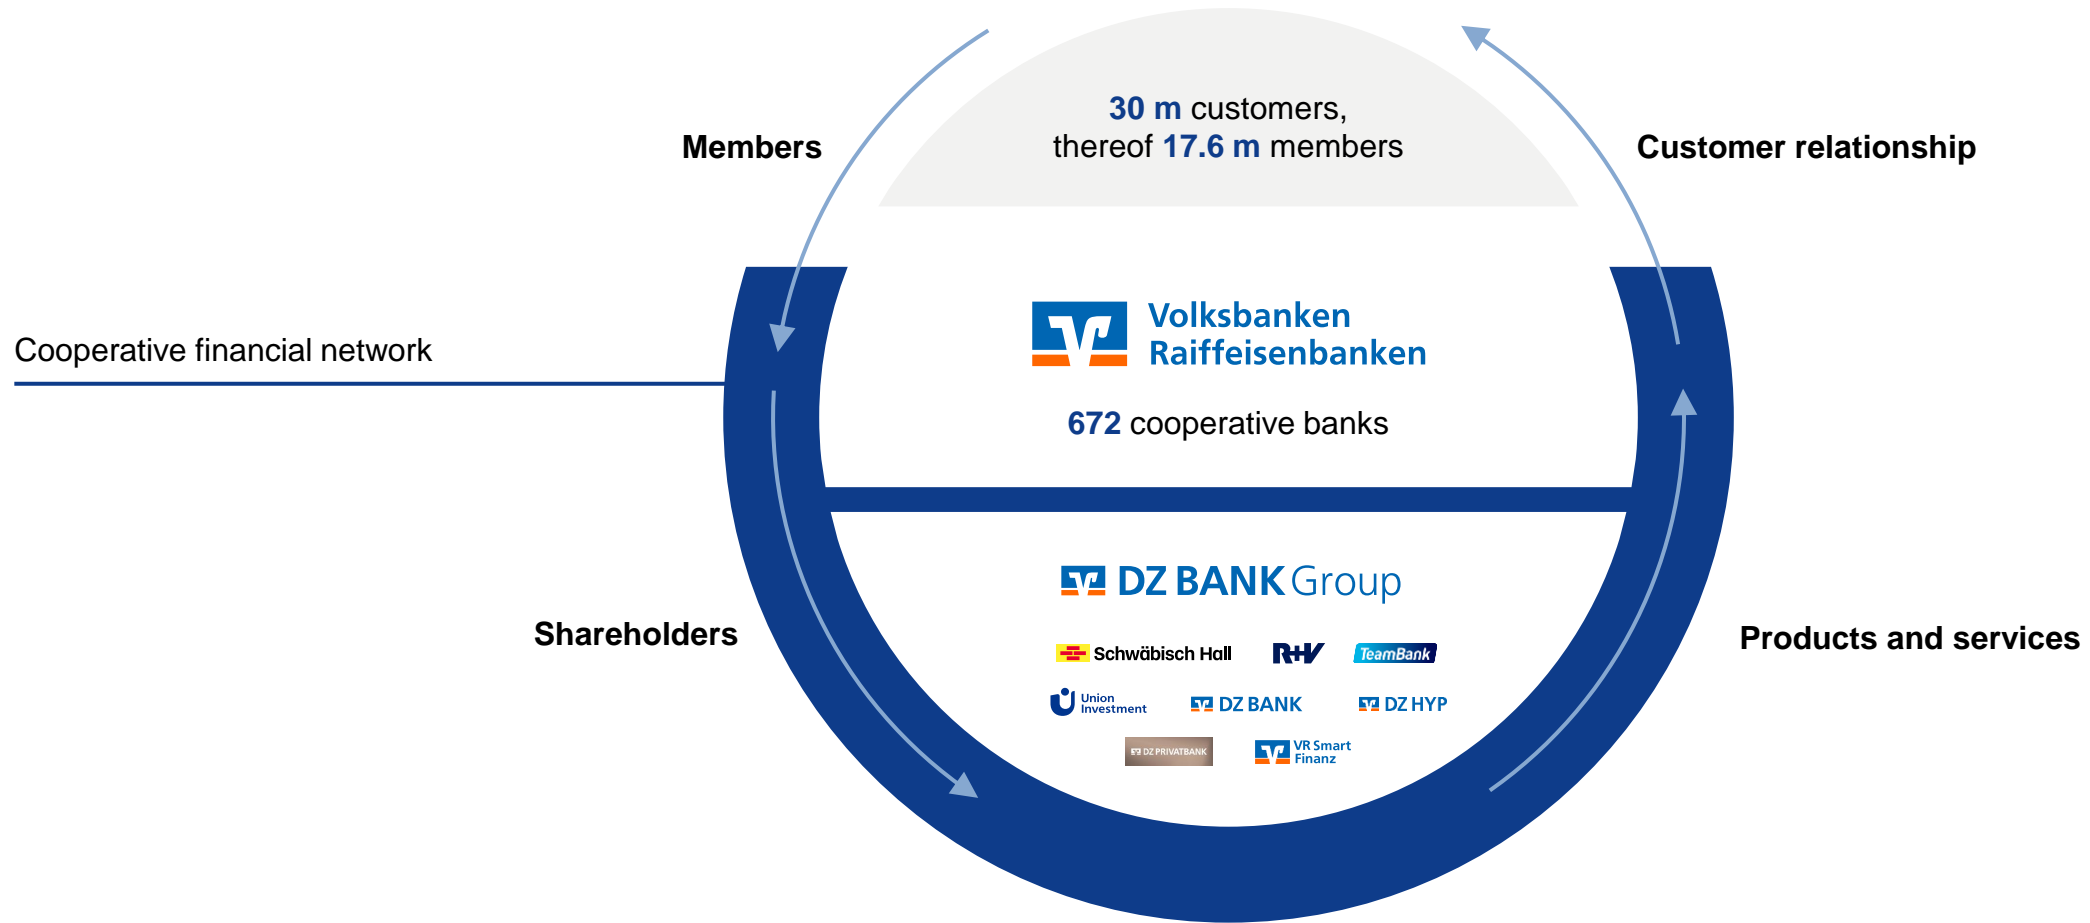 30 m customers,
thereof 17.6 m members
Members
Customer relationship
Cooperative financial network
Volksbanken
Raiffeisenbanken
672 cooperative banks
DZ BANK Group
Shareholders
Products and services
Schwäbisch Hall
R+V
TeamBank
Union
Investment
DZ BANK
DZ HYP
DZ PRIVATBANK
VR Smart
Finanz